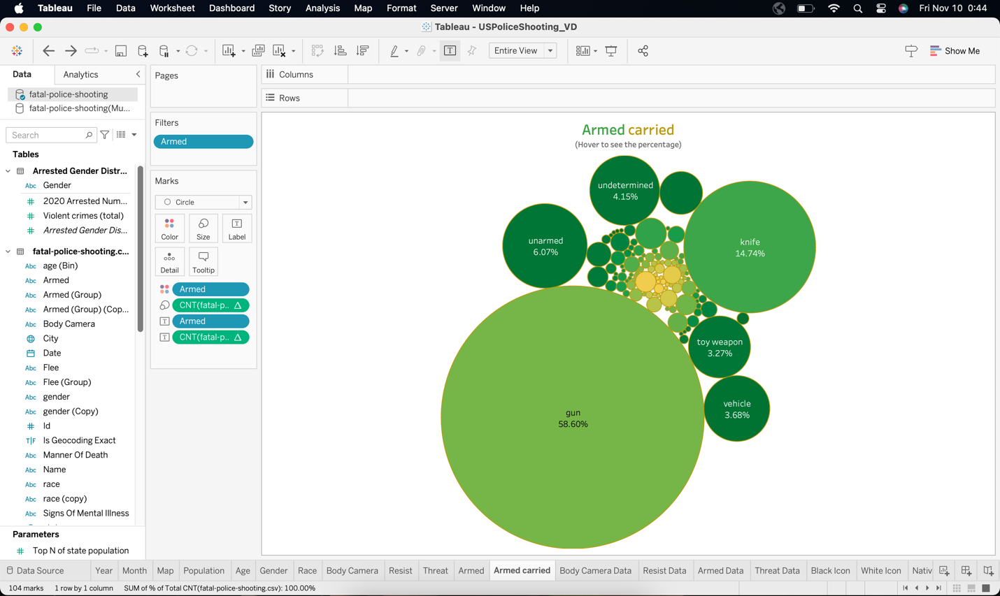 Tableau File Data Worksheet Dashboard Story Analysis Map Format Server Window Help Fri Nov 10 0:44
Tableau - USPoliceShooting_VD
Entire View Show Me
Data Analytics
fatal-police-shooting
fatal-police-shooting(Mu...
Search
Tables
Arrested Gender Distr...
Abc Gender
2020 Arrested Num...
Violent crimes (total)
Arrested Gender Dis...
fatal-police-shooting.c...
Abc age (Bin)
Abc Armed
Abc Armed (Group)
Abc Armed (Group) (Cop...
Abc Body Camera
City
Date
Abc Flee
Abc Flee (Group)
Abc gender
Abc gender (Copy)
# Id
T|F Is Geocoding Exact
Abc Manner Of Death
Abc Name
Abc race
Abc race (copy)
Abc Signs Of Mental Illness
Parameters
# Top N of state population
Pages
Filters
Armed
Marks
Circle
Color Size Label
Detail Tooltip
Armed
CNT(fatal-p.. Δ
T Armed
T CNT(fatal-p.. Δ
Columns
Rows
Armed carried
(Hover to see the percentage)
undetermined
4.15%
unarmed
6.07%
knife
14.74%
toy weapon
3.27%
vehicle
3.68%
gun
58.60%
Data Source Year Month Map Population Age Gender Race Body Camera Resist Threat Armed Armed carried Body Camera Data Resist Data Armed Data Threat Data Black Icon White Icon Nativ
104 marks 1 row by 1 column SUM of % of Total CNT(fatal-police-shooting.csv): 100.00%